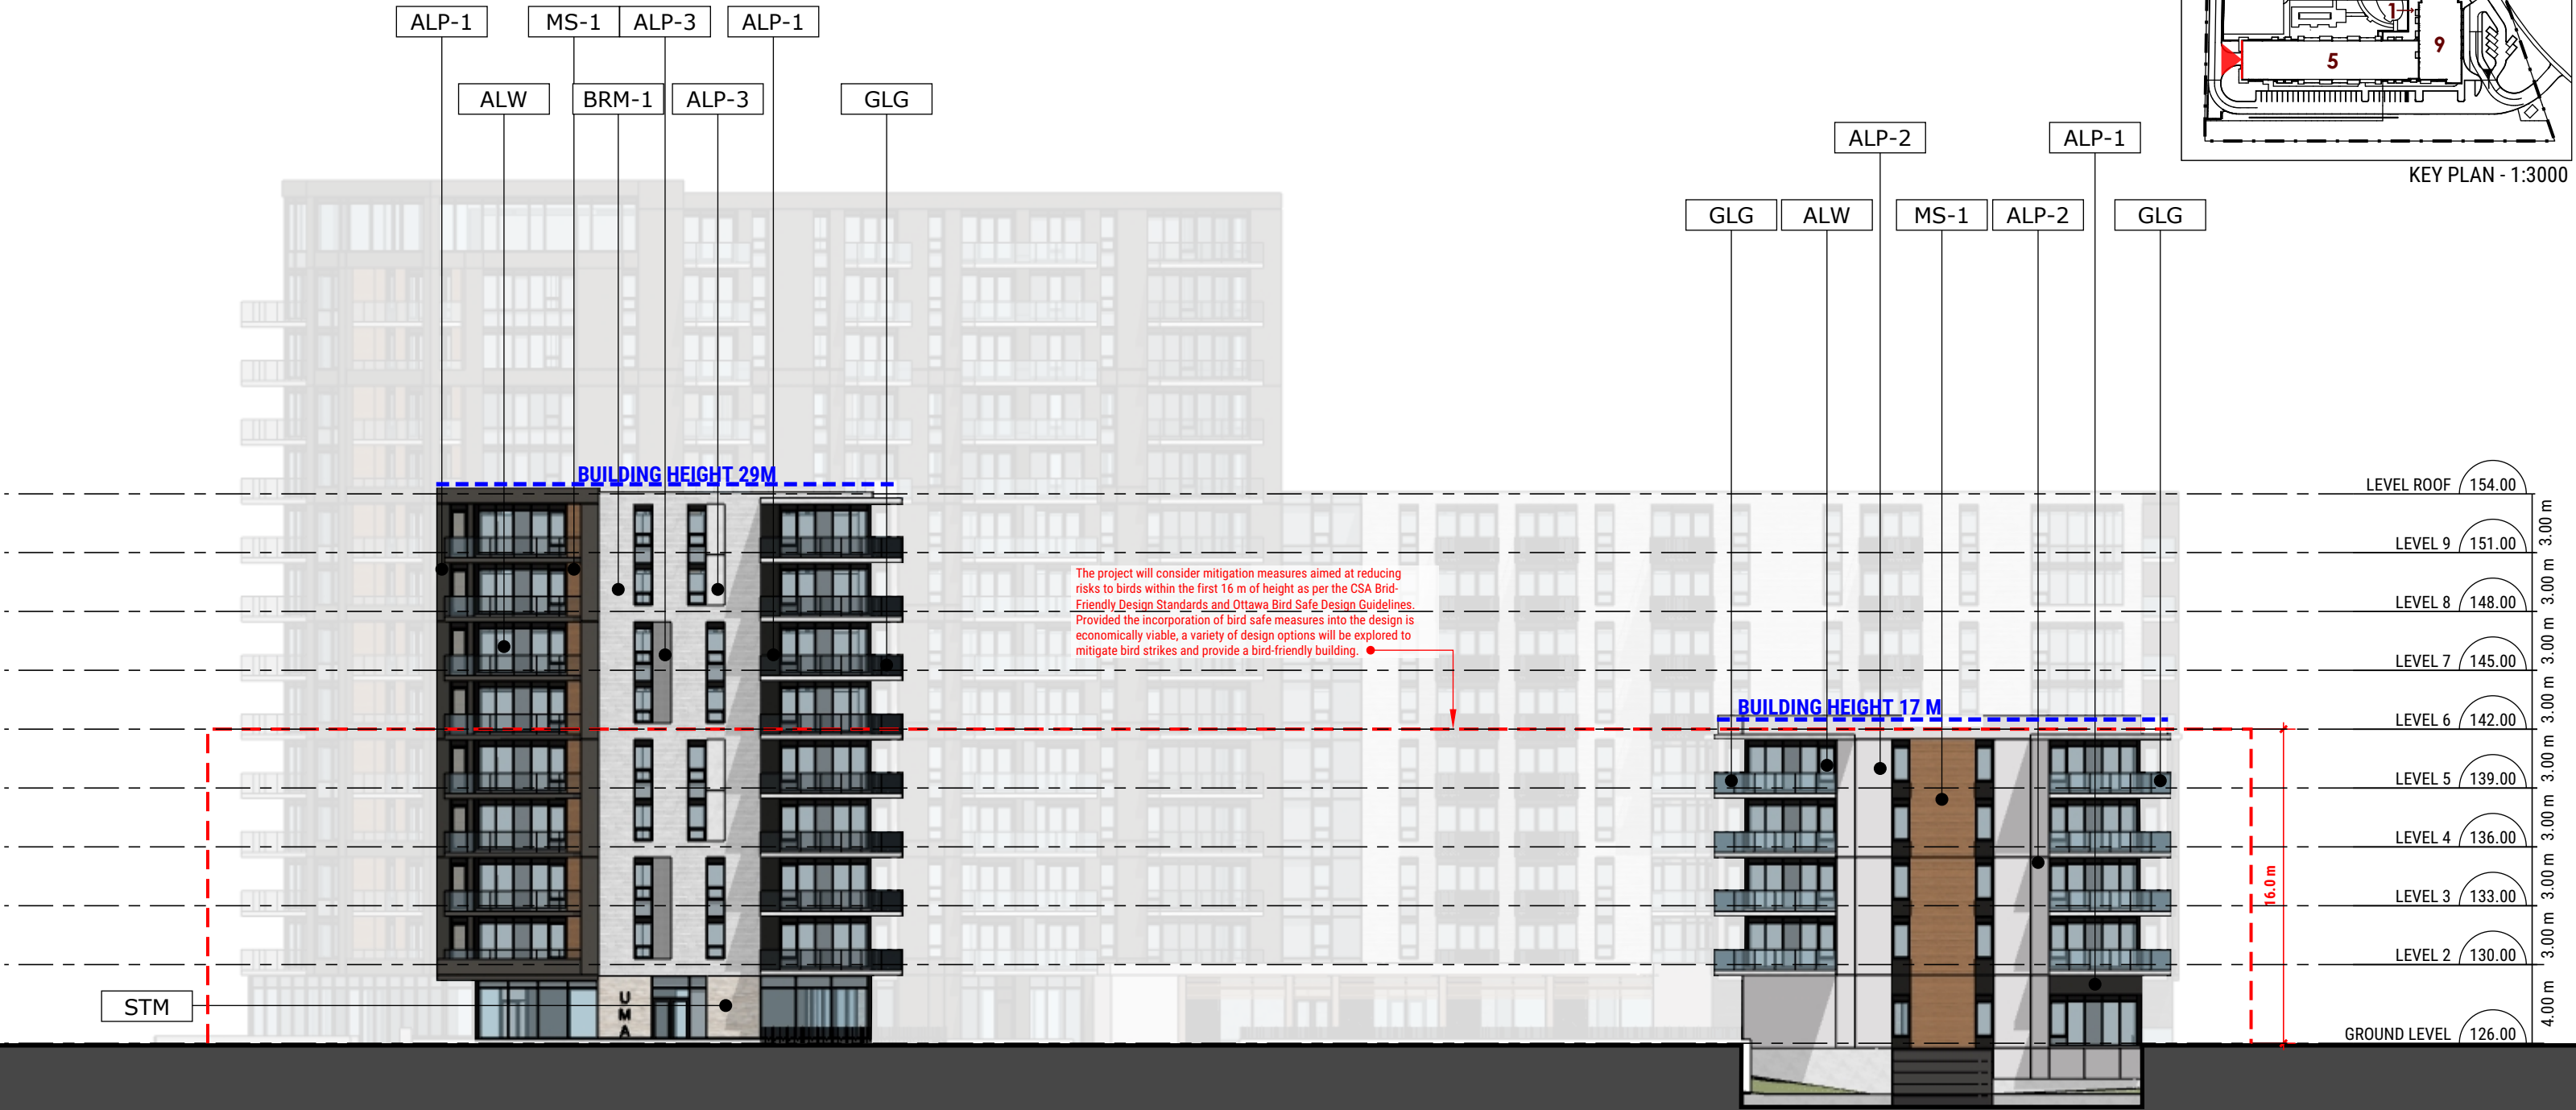 ALP-1 MS-1 ALP-3 ALP-1
ALW BRM-1 ALP-3 GLG
1
9
5
KEY PLAN - 1:3000
ALP-2 ALP-1
GLG ALW MS-1 ALP-2 GLG
BUILDING HEIGHT 29M
LEVEL ROOF 154.00
3.00 m
LEVEL 9 151.00
3.00 m
The project will consider mitigation measures aimed at reducing
risks to birds within the first 16 m of height as per the CSA Brid-
Friendly Design Standards and Ottawa Bird Safe Design Guidelines.
Provided the incorporation of bird safe measures into the design is
economically viable, a variety of design options will be explored to
mitigate bird strikes and provide a bird-friendly building.
LEVEL 8 148.00
3.00 m
LEVEL 7 145.00
3.00 m
BUILDING HEIGHT 17 M
LEVEL 6 142.00
3.00 m
LEVEL 5 139.00
3.00 m
LEVEL 4 136.00
3.00 m
16.0 m
LEVEL 3 133.00
3.00 m
LEVEL 2 130.00
4.000 m
STM
UMA
GROUND LEVEL 126.00